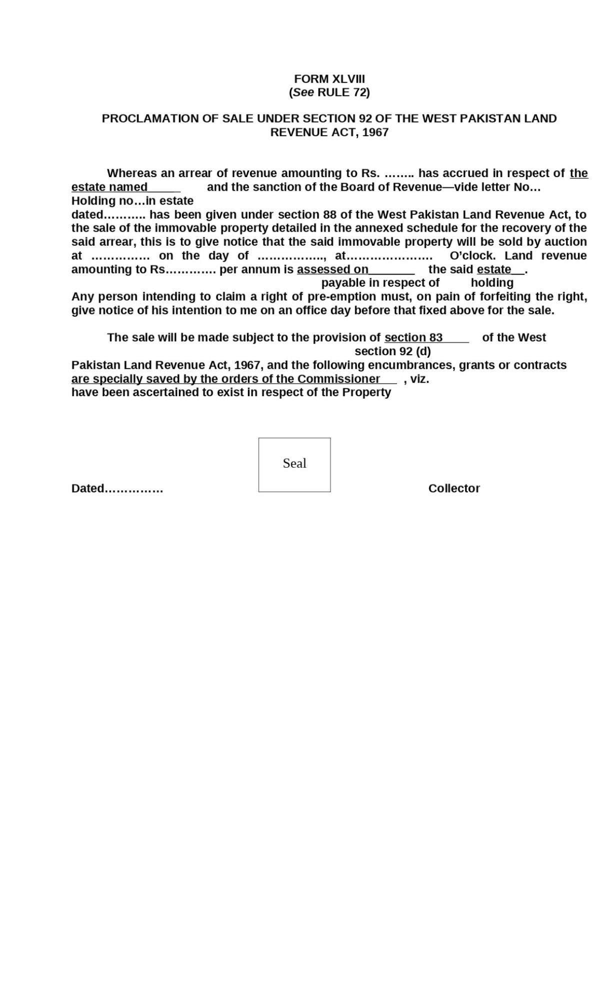 FORM XLVIII
(See RULE 72)
PROCLAMATION OF SALE UNDER SECTION 92 OF THE WEST PAKISTAN LAND
REVENUE ACT, 1967
Whereas an arrear of revenue amounting to Rs. …….. has accrued in respect of the
estate named_____ and the sanction of the Board of Revenue—vide letter No…
Holding no…in estate
dated……….. has been given under section 88 of the West Pakistan Land Revenue Act, to
the sale of the immovable property detailed in the annexed schedule for the recovery of the
said arrear, this is to give notice that the said immovable property will be sold by auction
at …………… on the day of …………….., at…………………. O’clock. Land revenue
amounting to Rs…………. per annum is assessed on_______ the said estate__.
payable in respect of holding
Any person intending to claim a right of pre-emption must, on pain of forfeiting the right,
give notice of his intention to me on an office day before that fixed above for the sale.
The sale will be made subject to the provision of section 83____ of the West
section 92 (d)
Pakistan Land Revenue Act, 1967, and the following encumbrances, grants or contracts
are specially saved by the orders of the Commissioner___ , viz.
have been ascertained to exist in respect of the Property
Seal
Dated…………… Collector